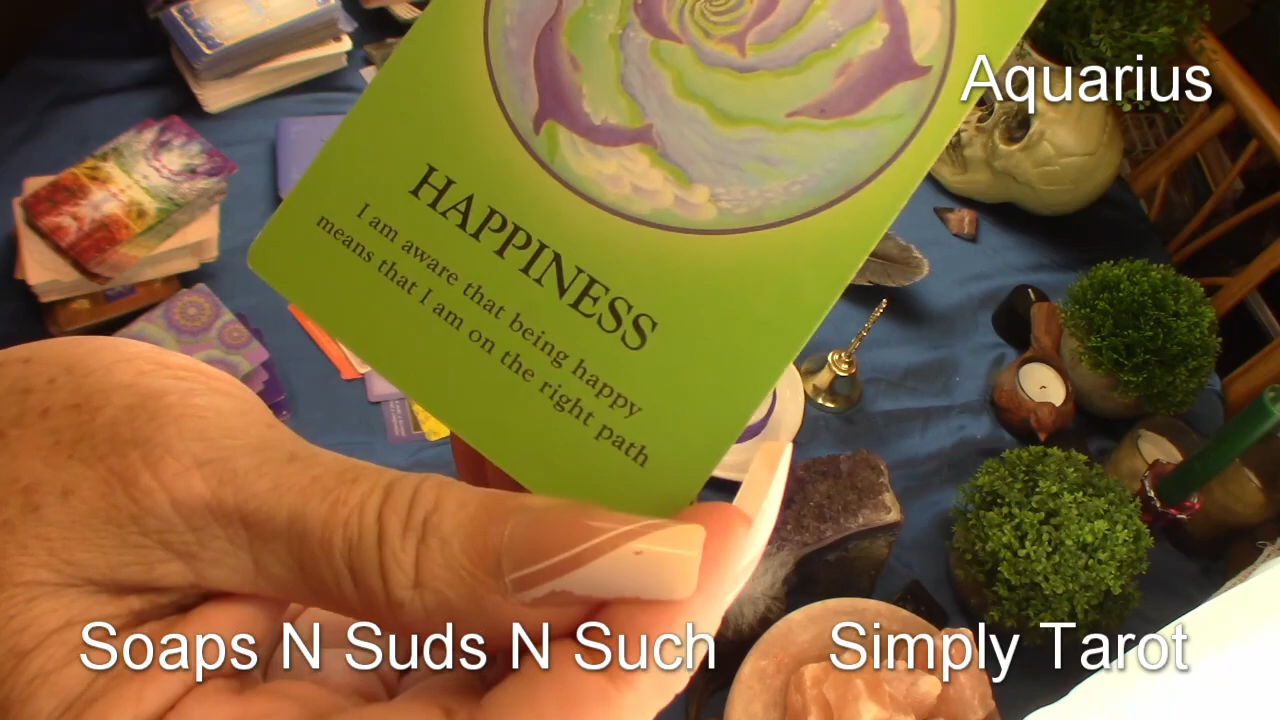 Aquarius
HAPPINESS
I am aware that being happy
means that I am on the right path
Soaps N Suds N Such
Simply Tarot